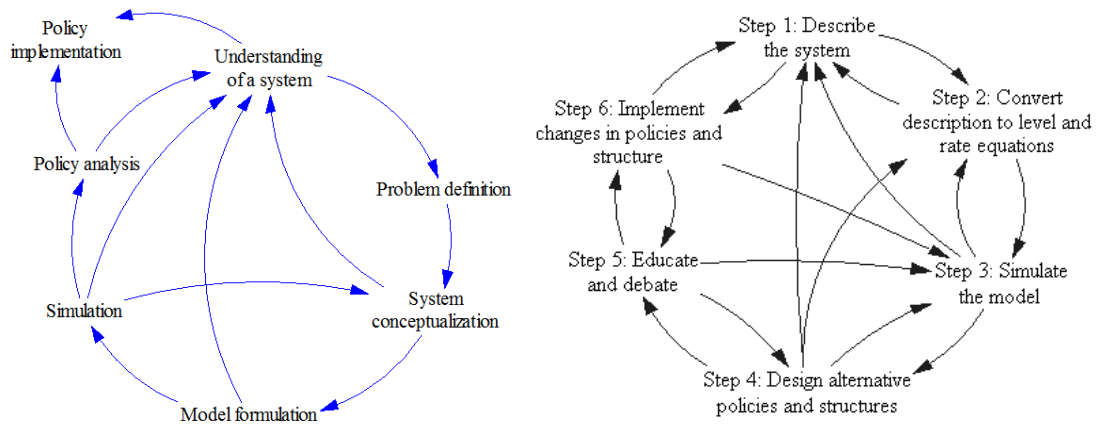 Policy
implementation
Understanding
of a system
Policy analysis
Problem definition
Simulation
System
conceptualization
Model formulation
Step 1: Describe
the system
Step 6: Implement
changes in policies and
structure
Step 2: Convert
description to level and
rate equations
Step 5: Educate
and debate
Step 3: Simulate
the model
Step 4: Design alternative
policies and structures